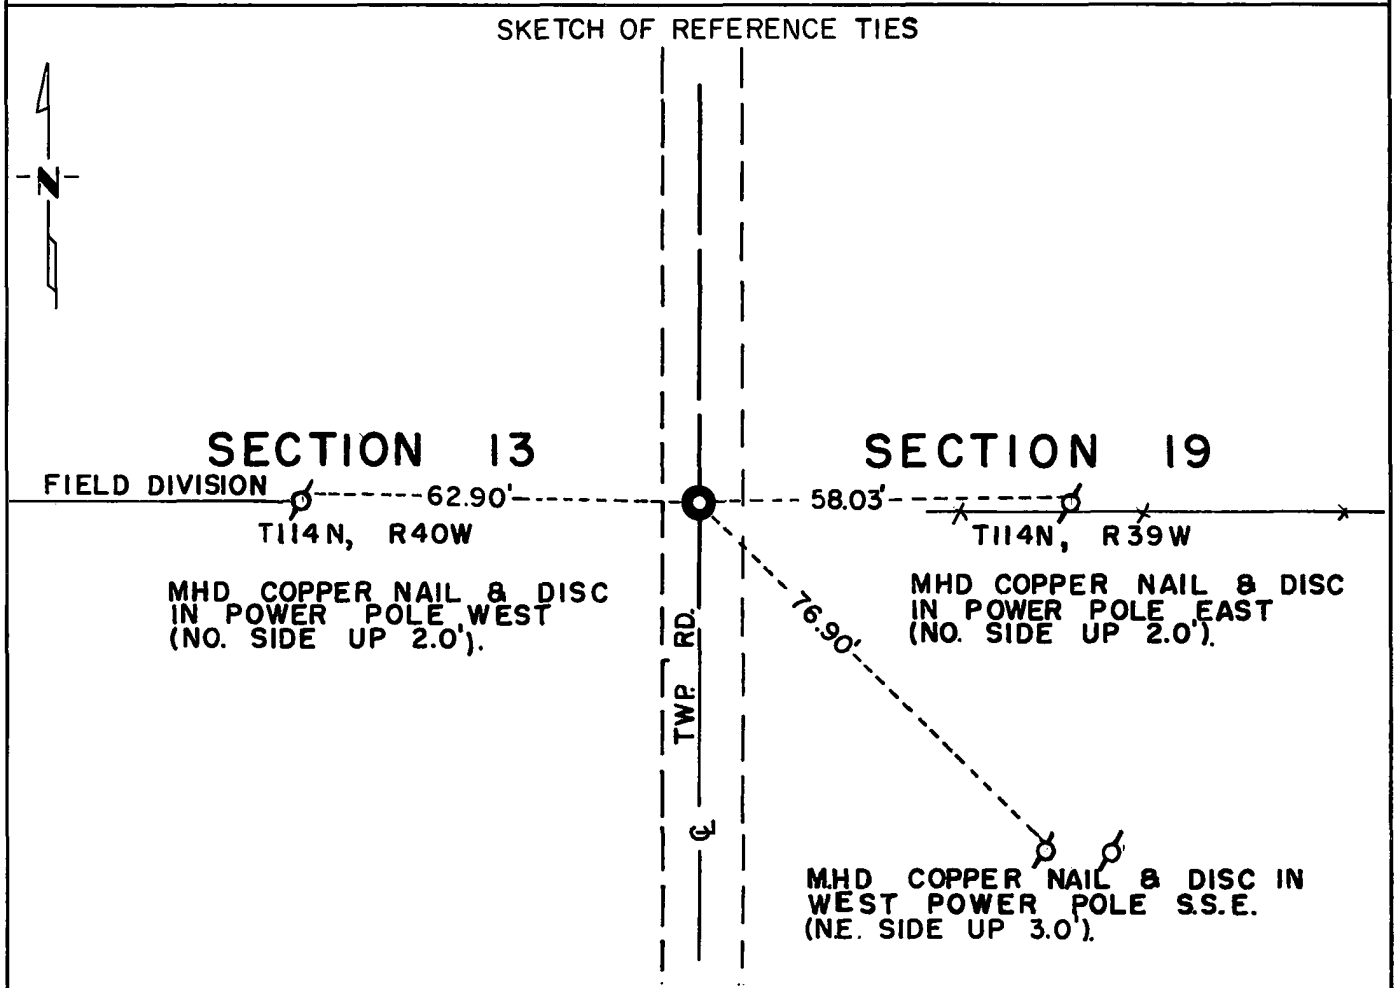 SKETCH OF REFERENCE TIES
N
SECTION 13
SECTION 19
FIELD DIVISION
62.90'
58.03'
T114N, R40W
T114N, R39W
MHD COPPER NAIL & DISC
IN POWER POLE WEST
(NO. SIDE UP 2.0').
MHD COPPER NAIL & DISC
IN POWER POLE EAST
(NO. SIDE UP 2.0').
76.90'
TWP. RD.
℄
MHD COPPER NAIL & DISC IN
WEST POWER POLE S.S.E.
(N.E. SIDE UP 3.0').